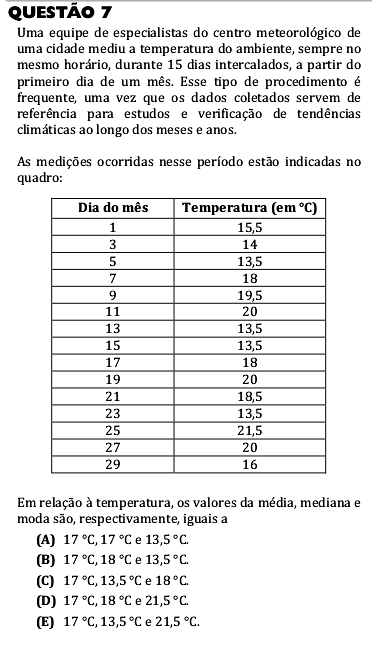 QUESTÃO 7
Uma equipe de especialistas do centro meteorológico de
uma cidade mediu a temperatura do ambiente, sempre no
mesmo horário, durante 15 dias intercalados, a partir do
primeiro dia de um mês. Esse tipo de procedimento é
frequente, uma vez que os dados coletados servem de
referência para estudos e verificação de tendências
climáticas ao longo dos meses e anos.
As medições ocorridas nesse período estão indicadas no
quadro:
Dia do mês Temperatura (em °C)
1 15,5
3 14
5 13,5
7 18
9 19,5
11 20
13 13,5
15 13,5
17 18
19 20
21 18,5
23 13,5
25 21,5
27 20
29 16
Em relação à temperatura, os valores da média, mediana e
moda são, respectivamente, iguais a
(A) 17 °C, 17 °C e 13,5 °C.
(B) 17 °C, 18 °C e 13,5 °C.
(C) 17 °C, 13,5 °C e 18 °C.
(D) 17 °C, 18 °C e 21,5 °C.
(E) 17 °C, 13,5 °C e 21,5 °C.